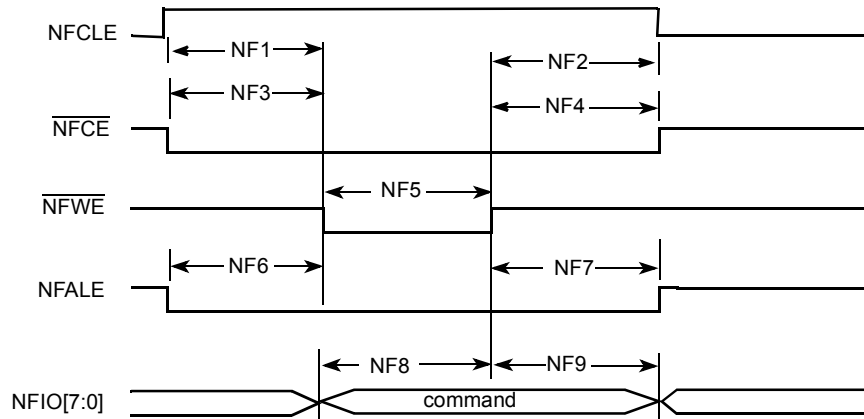 NFCLE
NF1
NF2
NF3
NF4
NFCE
NF5
NFWE
NF6
NF7
NFALE
NF8
NF9
NFIO[7:0]
command